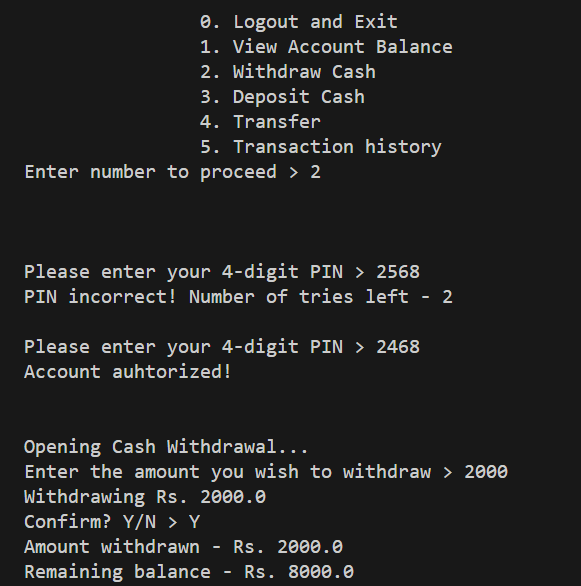 0. Logout and Exit
1. View Account Balance
2. Withdraw Cash
3. Deposit Cash
4. Transfer
5. Transaction history
Enter number to proceed > 2
Please enter your 4-digit PIN > 2568
PIN incorrect! Number of tries left - 2
Please enter your 4-digit PIN > 2468
Account auhtorized!
Opening Cash Withdrawal...
Enter the amount you wish to withdraw > 2000
Withdrawing Rs. 2000.0
Confirm? Y/N > Y
Amount withdrawn - Rs. 2000.0
Remaining balance - Rs. 8000.0